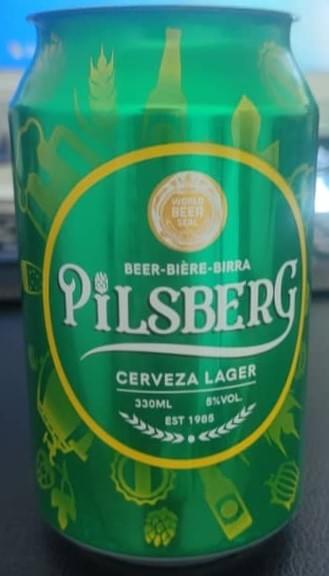 WORLD
BEER
SEAL
BEER-BIÈRE-BIRRA
PILSBERG
CERVEZA LAGER
330ML 5%VOL.
EST 1985